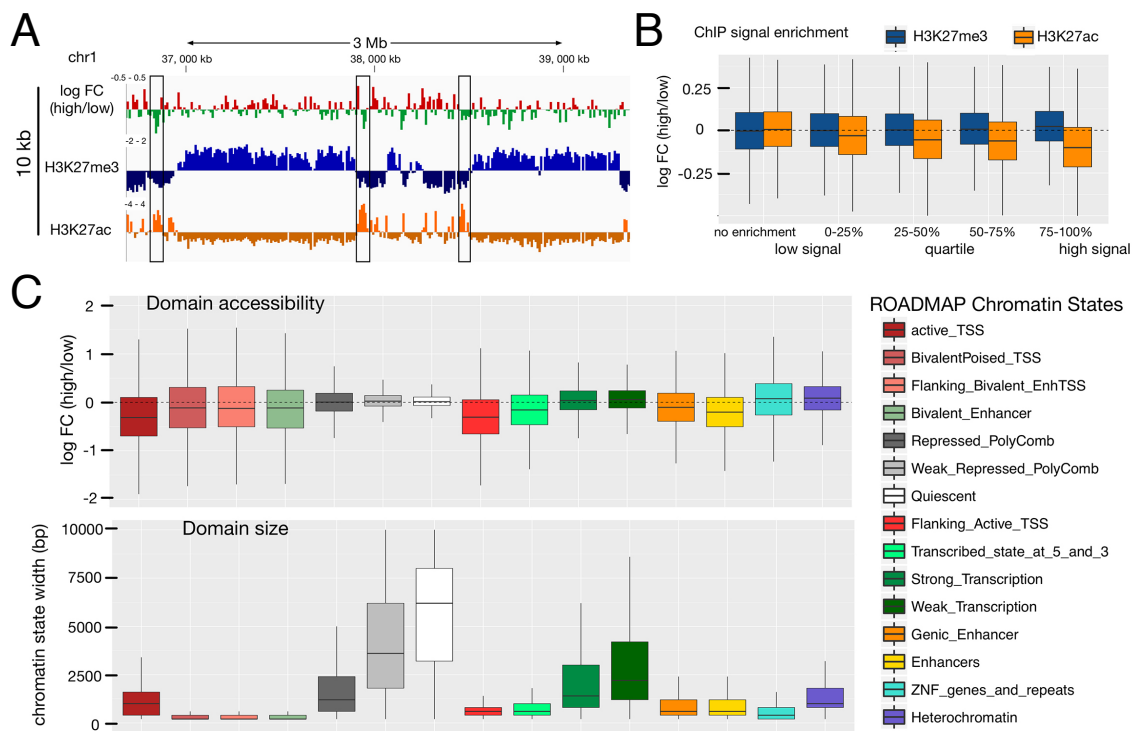 A
chr1
3 Mb
37,000 kb
38,000 kb
39,000 kb
10 kb
-0.5 - 0.5
log FC
(high/low)
-2 - 2
H3K27me3
-4 - 4
H3K27ac
B
ChIP signal enrichment
H3K27me3
H3K27ac
log FC (high/low)
0.25
0
-0.25
no enrichment
0-25%
25-50%
50-75%
75-100%
low signal
quartile
high signal
C
Domain accessibility
log FC (high/low)
2
1
0
-1
-2
Domain size
chromatin state width (bp)
10000
7500
5000
2500
0
ROADMAP Chromatin States
active_TSS
BivalentPoised_TSS
Flanking_Bivalent_EnhTSS
Bivalent_Enhancer
Repressed_PolyComb
Weak_Repressed_PolyComb
Quiescent
Flanking_Active_TSS
Transcribed_state_at_5_and_3
Strong_Transcription
Weak_Transcription
Genic_Enhancer
Enhancers
ZNF_genes_and_repeats
Heterochromatin